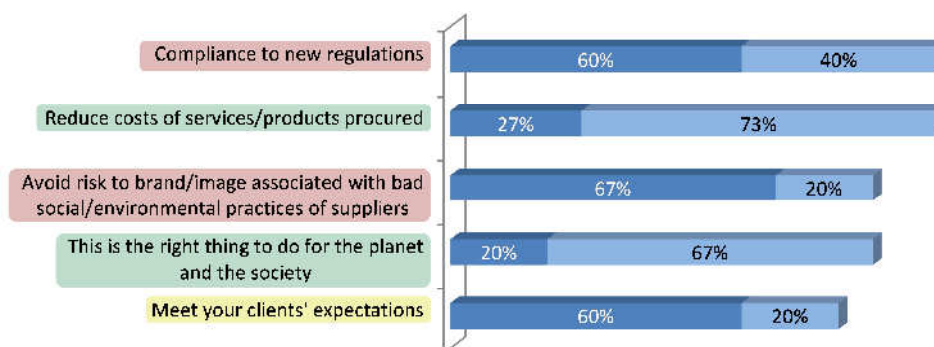 Compliance to new regulations
60%
40%
Reduce costs of services/products procured
27%
73%
Avoid risk to brand/image associated with bad
social/environmental practices of suppliers
67%
20%
This is the right thing to do for the planet
and the society
20%
67%
Meet your clients' expectations
60%
20%